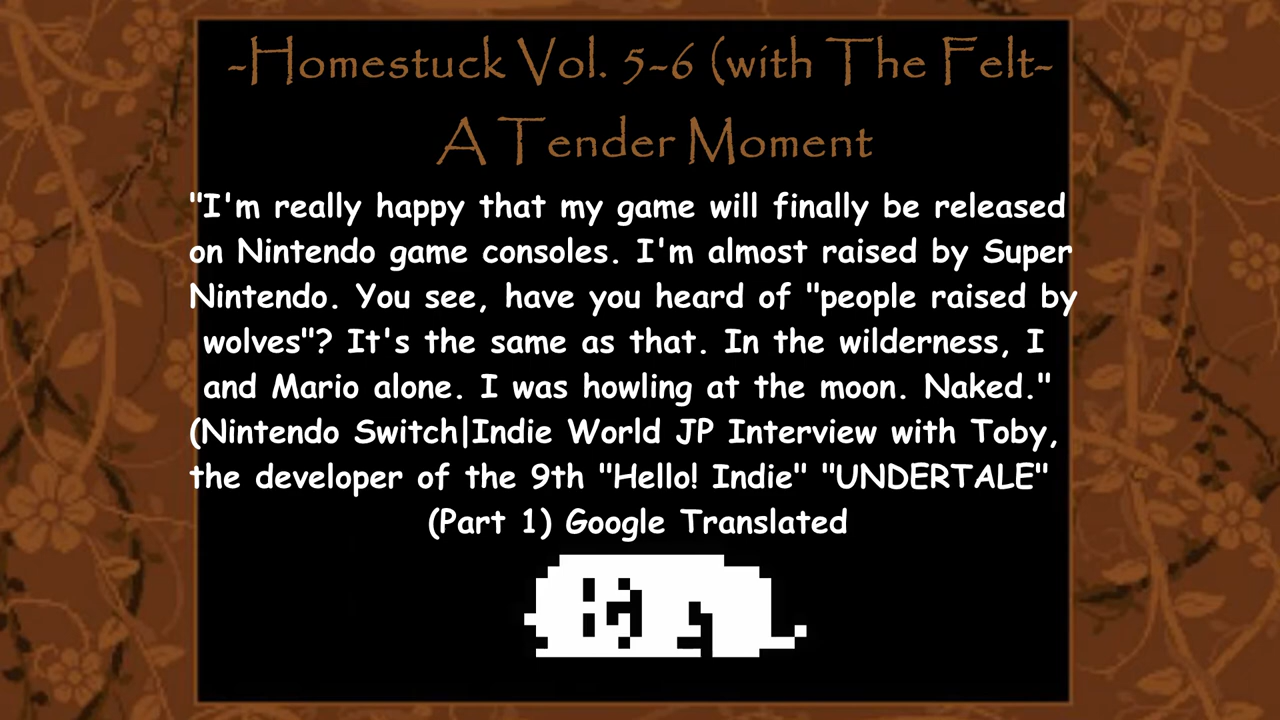 -Homestuck Vol. 5-6 (with The Felt-
A Tender Moment
"I'm really happy that my game will finally be released
on Nintendo game consoles. I'm almost raised by Super
Nintendo. You see, have you heard of "people raised by
wolves"? It's the same as that. In the wilderness, I
and Mario alone. I was howling at the moon. Naked."
(Nintendo Switch|Indie World JP Interview with Toby,
the developer of the 9th "Hello! Indie" "UNDERTALE"
(Part 1) Google Translated